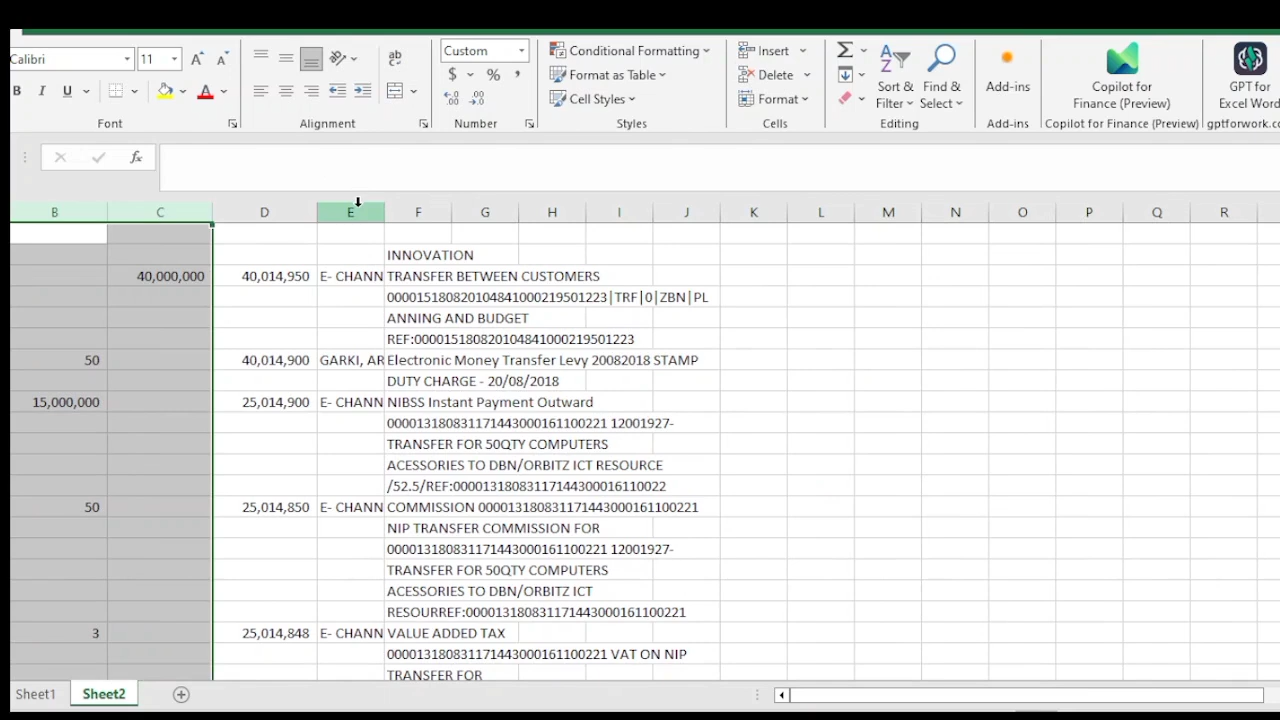 Calibri 11 Custom Conditional Formatting Insert
Format as Table Delete Sort & Filter Find & Select Add-ins Copilot for Finance (Preview) GPT for Excel Word
B I U $ % , Cell Styles Format
Font Alignment Number Styles Cells Editing Add-ins Copilot for Finance (Preview) gptforwork.co
fx
B C D E F G H I J K L M N O P Q R
INNOVATION
40,000,000 40,014,950 E- CHANN TRANSFER BETWEEN CUSTOMERS
000015180820104841000219501223|TRF|0|ZBN|PL
ANNING AND BUDGET
REF:000015180820104841000219501223
50 40,014,900 GARKI, AR Electronic Money Transfer Levy 20082018 STAMP
DUTY CHARGE - 20/08/2018
15,000,000 25,014,900 E- CHANN NIBSS Instant Payment Outward
000013180831171443000161100221 12001927-
TRANSFER FOR 50QTY COMPUTERS
ACESSORIES TO DBN/ORBITZ ICT RESOURCE
/52.5/REF:00001318083117144300016110022
50 25,014,850 E- CHANN COMMISSION 000013180831171443000161100221
NIP TRANSFER COMMISSION FOR
000013180831171443000161100221 12001927-
TRANSFER FOR 50QTY COMPUTERS
ACESSORIES TO DBN/ORBITZ ICT
RESOURREF:000013180831171443000161100221
3 25,014,848 E- CHANN VALUE ADDED TAX
000013180831171443000161100221 VAT ON NIP
TRANSFER FOR
Sheet1 Sheet2